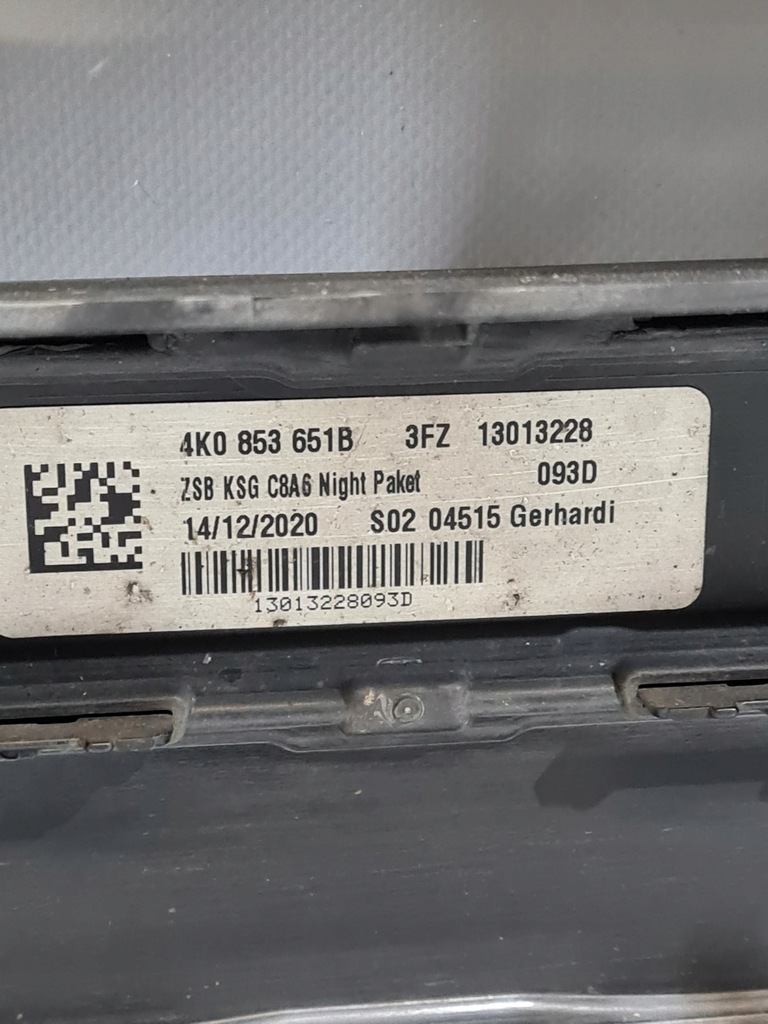 4K0 853 651B 3FZ 13013228
ZSB KSG C8A6 Night Paket 093D
14/12/2020 S02 04515 Gerhardi
13013228093D